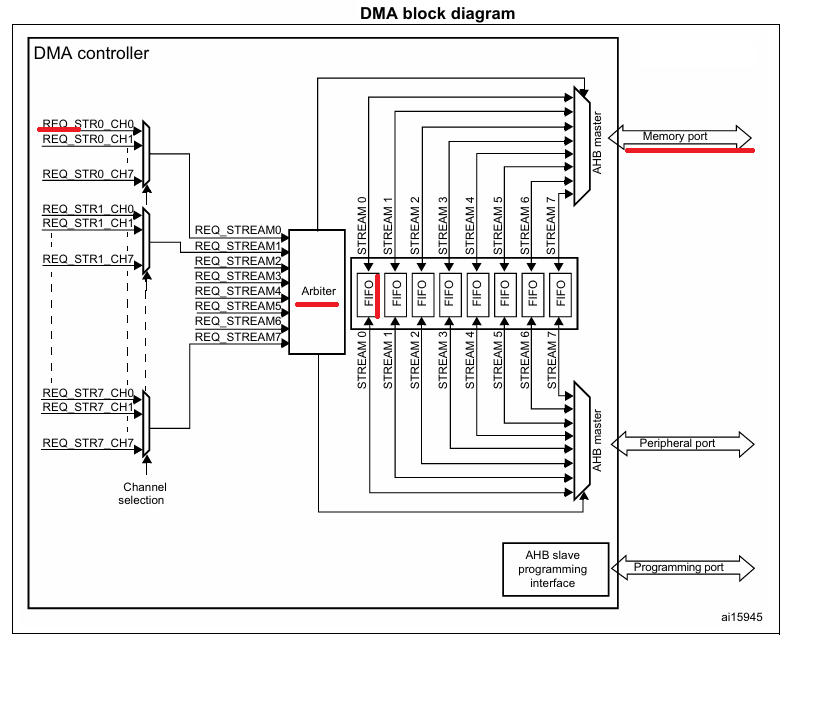 DMA block diagram
DMA controller
REQ_STR0_CH0
REQ_STR0_CH1
REQ_STR0_CH7
REQ_STR1_CH0
REQ_STR1_CH1
REQ_STR1_CH7
REQ_STR7_CH0
REQ_STR7_CH1
REQ_STR7_CH7
Channel
selection
REQ_STREAM0
REQ_STREAM1
REQ_STREAM2
REQ_STREAM3
REQ_STREAM4
REQ_STREAM5
REQ_STREAM6
REQ_STREAM7
Arbiter
STREAM 0
STREAM 1
STREAM 2
STREAM 3
STREAM 4
STREAM 5
STREAM 6
STREAM 7
FIFO
FIFO
FIFO
FIFO
FIFO
FIFO
FIFO
FIFO
STREAM 0
STREAM 1
STREAM 2
STREAM 3
STREAM 4
STREAM 5
STREAM 6
STREAM 7
AHB master
Memory port
AHB master
Peripheral port
AHB slave
programming
interface
Programming port
ai15945